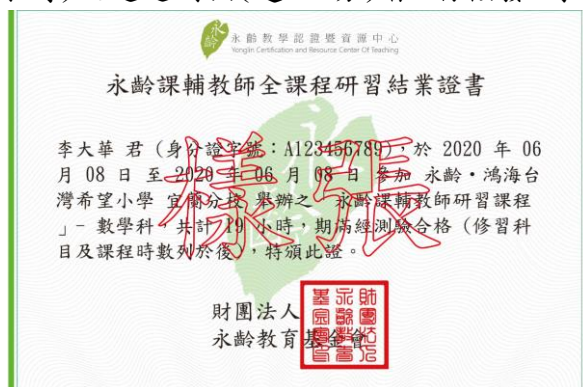 永齡教學認證暨資源中心
Yonglin Certification and Resource Center Of Teaching
永齡課輔教師全課程研習結業證書
李大華 君 (身分證字號：A123456789)，於 2020 年 06
月 08 日 至 2020 年 06 月 08 日 參加 永齡‧鴻海台
灣希望小學 宜蘭分校 舉辦之 「永齡課輔教師研習課程
」- 數學科，共計 19 小時，期滿經測驗合格 (修習科
目及課程時數列於後)，特頒此證。
樣張
財團法人
永齡教育基金會